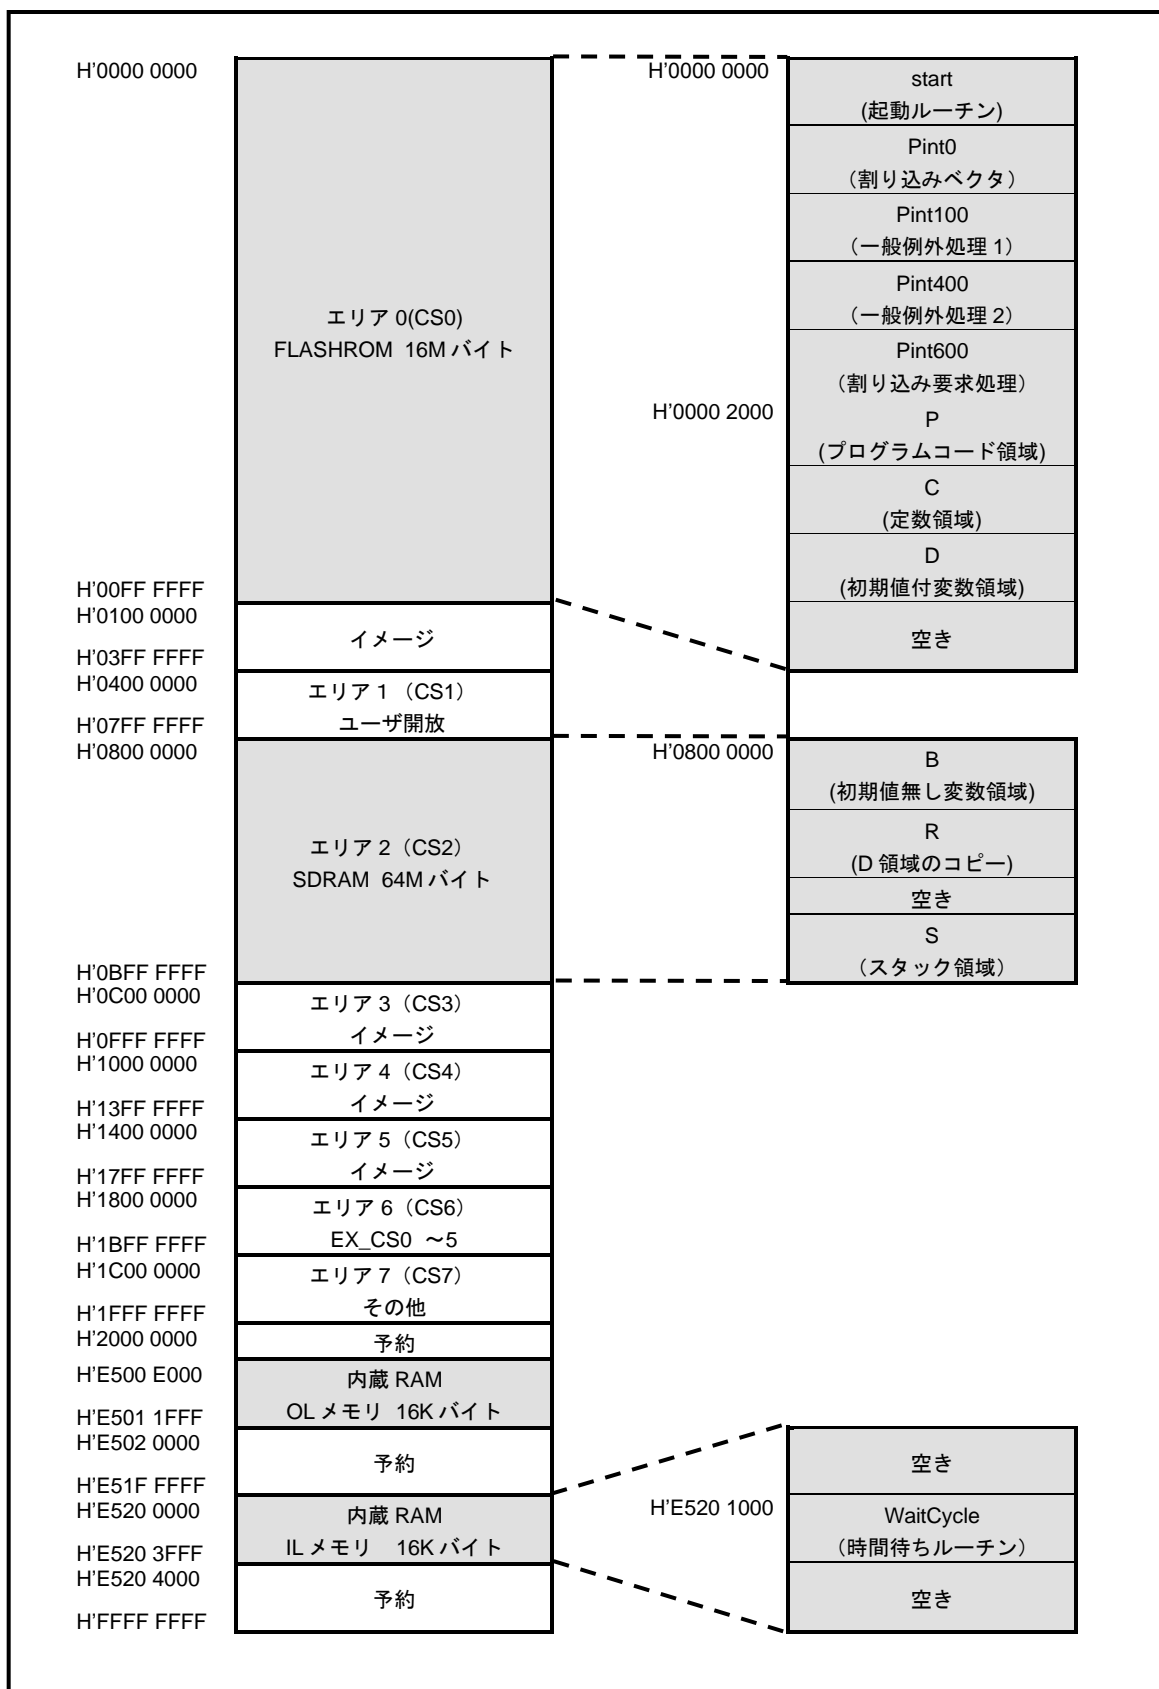 H'0000 0000
エリア 0(CS0)
FLASHROM 16M バイト
H'00FF FFFF
H'0100 0000
イメージ
H'03FF FFFF
H'0400 0000
エリア 1 (CS1)
ユーザ開放
H'07FF FFFF
H'0800 0000
エリア 2(CS2)
SDRAM 64M バイト
H'0BFF FFFF
H'0C00 0000
エリア 3(CS3)
イメージ
H'0FFF FFFF
H'1000 0000
エリア 4(CS4)
イメージ
H'13FF FFFF
H'1400 0000
エリア 5(CS5)
イメージ
H'17FF FFFF
H'1800 0000
エリア 6(CS6)
EX_CS0 ~5
H'1BFF FFFF
H'1C00 0000
エリア 7(CS7)
その他
H'1FFF FFFF
H'2000 0000
予約
H'E500 E000
内蔵 RAM
OL メモリ 16K バイト
H'E501 1FFF
H'E502 0000
予約
H'E51F FFFF
H'E520 0000
内蔵 RAM
IL メモリ 16K バイト
H'E520 3FFF
H'E520 4000
予約
H'FFFF FFFF
H'0000 0000
start
(起動ルーチン)
Pint0
(割り込みベクタ)
Pint100
(一般例外処理 1)
Pint400
(一般例外処理 2)
Pint600
(割り込み要求処理)
H'0000 2000
P
(プログラムコード領域)
C
(定数領域)
D
(初期値付変数領域)
空き
H'0800 0000
B
(初期値無し変数領域)
R
(D 領域のコピー)
空き
S
(スタック領域)
空き
H'E520 1000
WaitCycle
(時間待ちルーチン)
空き